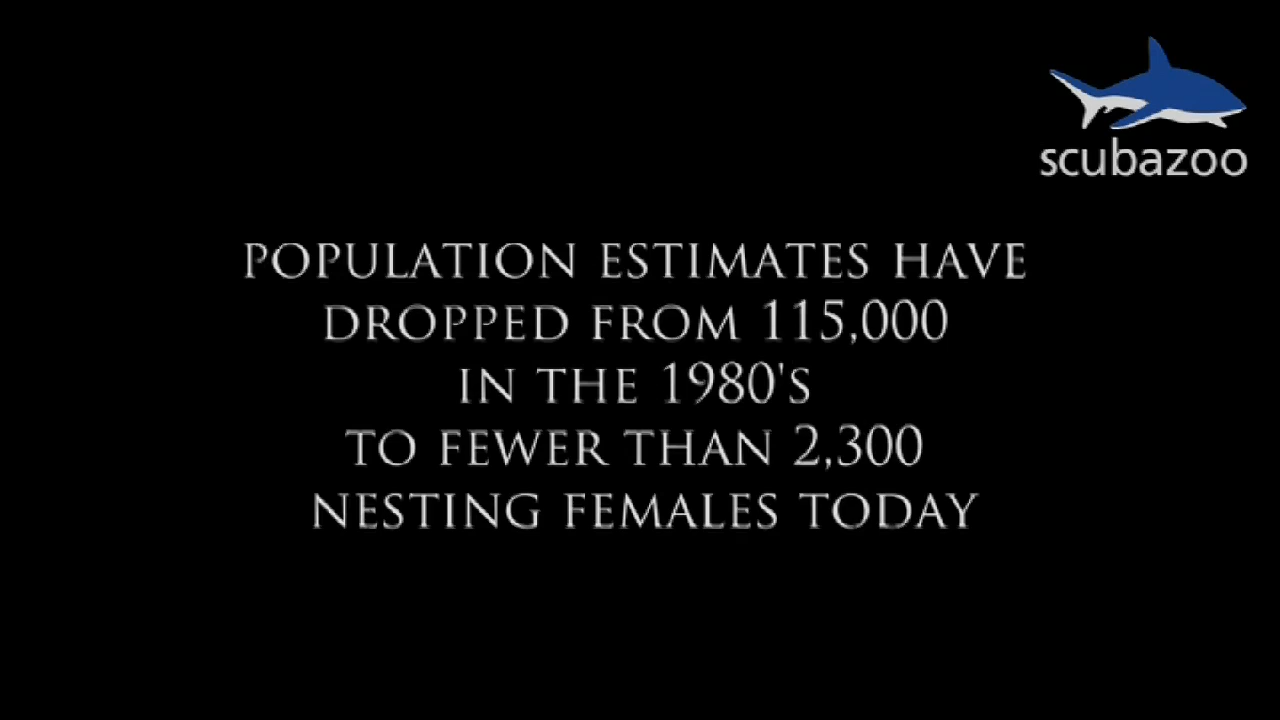 scubazoo
POPULATION ESTIMATES HAVE
DROPPED FROM 115,000
IN THE 1980'S
TO FEWER THAN 2,300
NESTING FEMALES TODAY